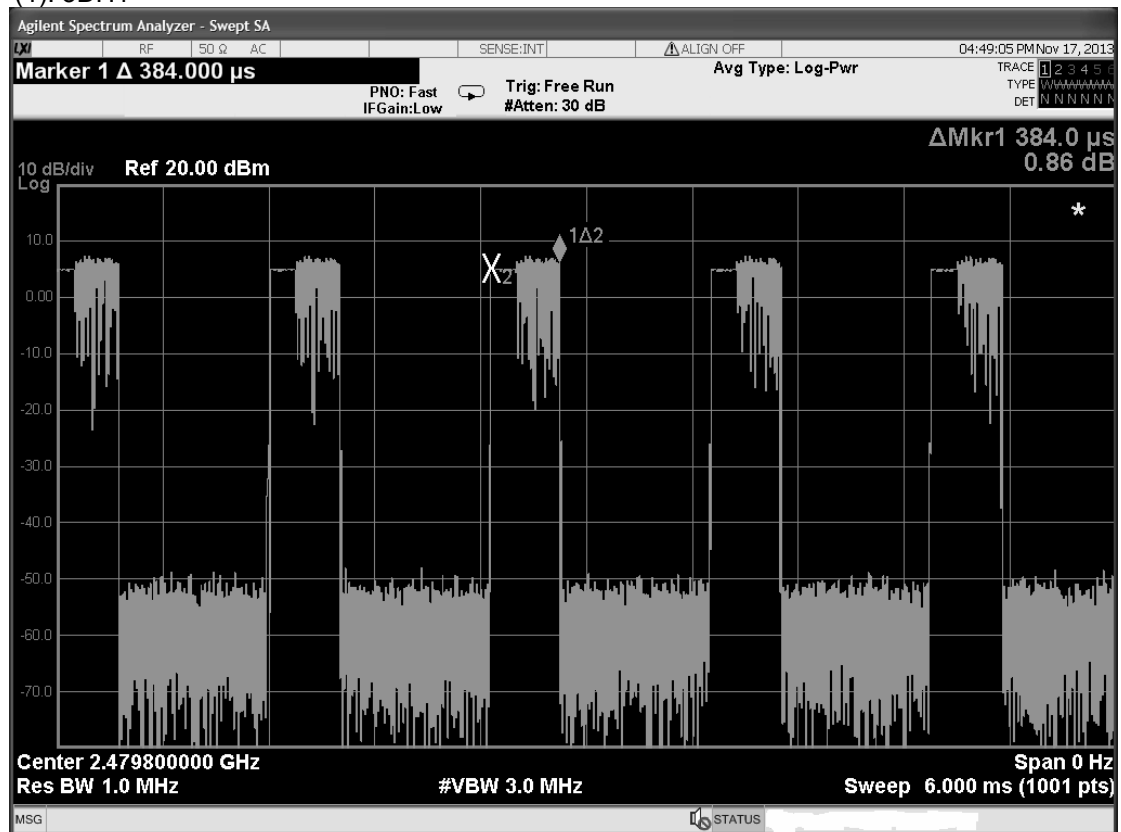 Agilent Spectrum Analyzer - Swept SA
LXI RF 50 Ω AC SENSE:INT ALIGN OFF 04:49:05 PM Nov 17, 2013
Marker 1 Δ 384.000 µs
PNO: Fast
IFGain:Low
Trig: Free Run
#Atten: 30 dB
Avg Type: Log-Pwr
TRACE 1 2 3 4 5 6
TYPE
DET N N N N N N
ΔMkr1 384.0 µs
0.86 dB
10 dB/div Ref 20.00 dBm
Log
*
10.0
1Δ2
X2
0.00
-10.0
-20.0
-30.0
-40.0
-50.0
-60.0
-70.0
Center 2.479800000 GHz Span 0 Hz
Res BW 1.0 MHz #VBW 3.0 MHz Sweep 6.000 ms (1001 pts)
MSG STATUS